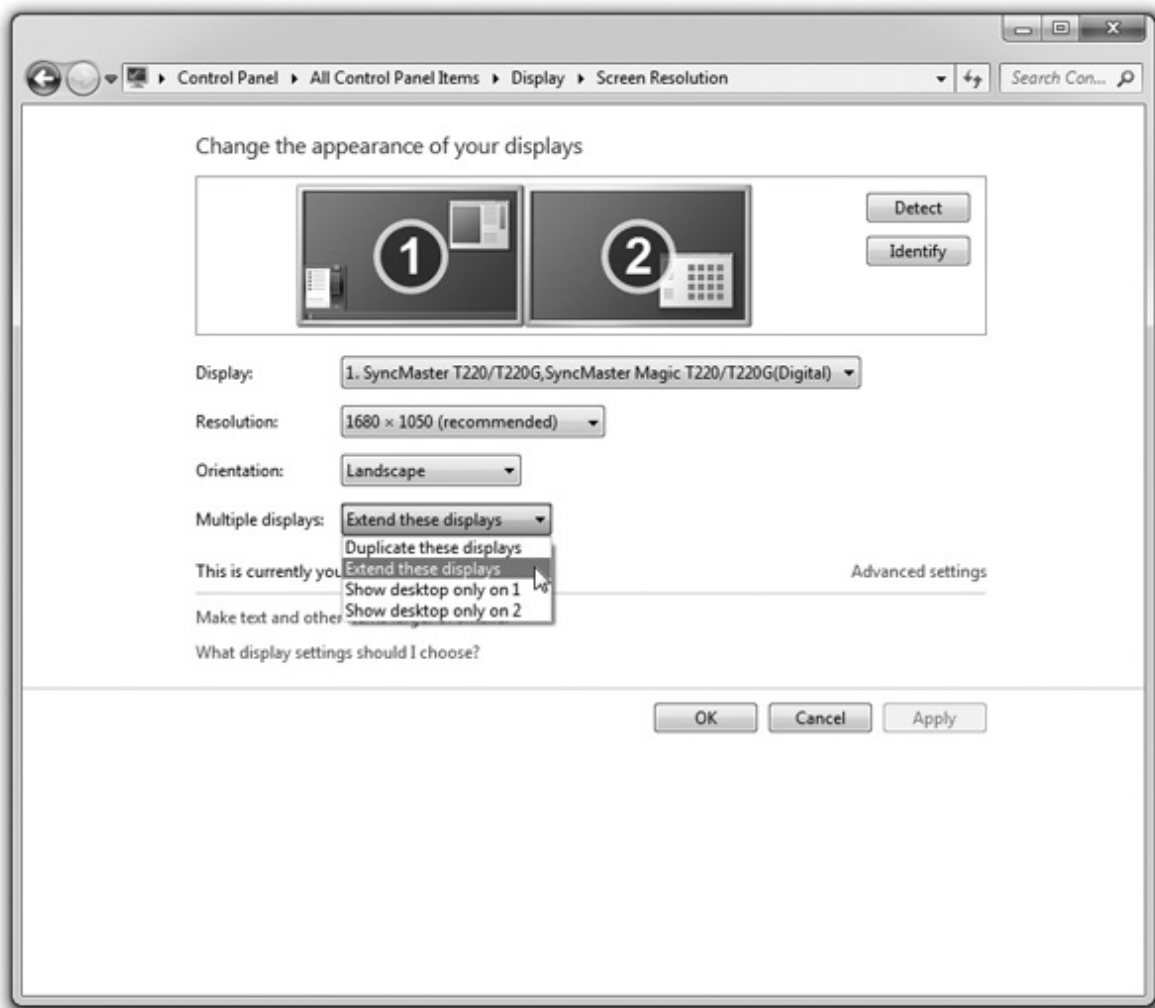 Control Panel ▸ All Control Panel Items ▸ Display ▸ Screen Resolution
Search Con...
Change the appearance of your displays
1
2
Detect
Identify
Display: 1. SyncMaster T220/T220G,SyncMaster Magic T220/T220G(Digital)
Resolution: 1680 × 1050 (recommended)
Orientation: Landscape
Multiple displays: Extend these displays
Duplicate these displays
This is currently you
Extend these displays
Advanced settings
Show desktop only on 1
Make text and other
Show desktop only on 2
What display settings should I choose?
OK
Cancel
Apply